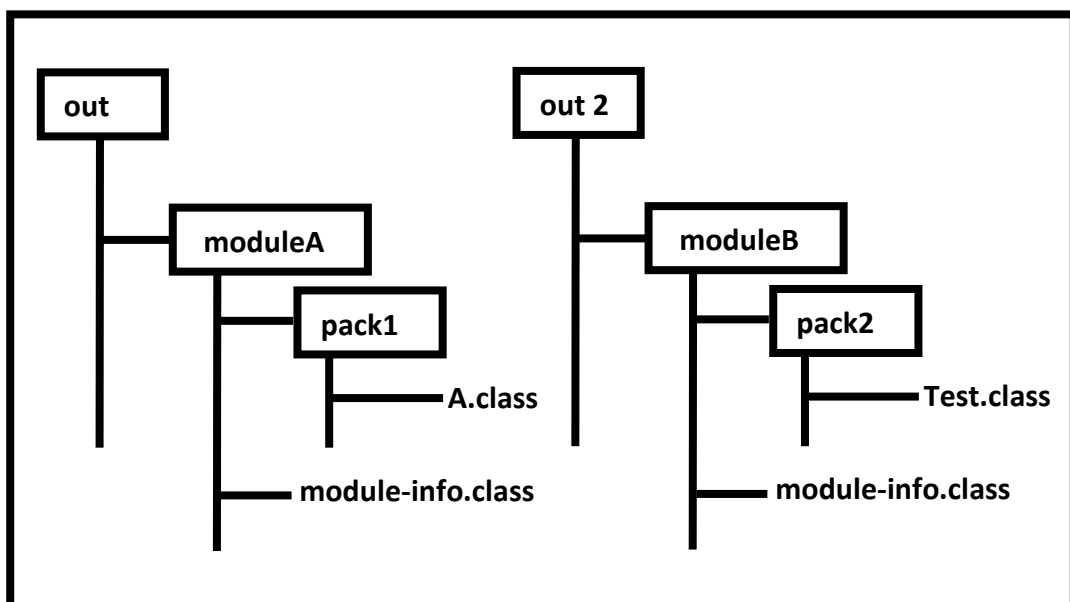 out
out 2
moduleA
moduleB
pack1
pack2
A.class
Test.class
module-info.class
module-info.class